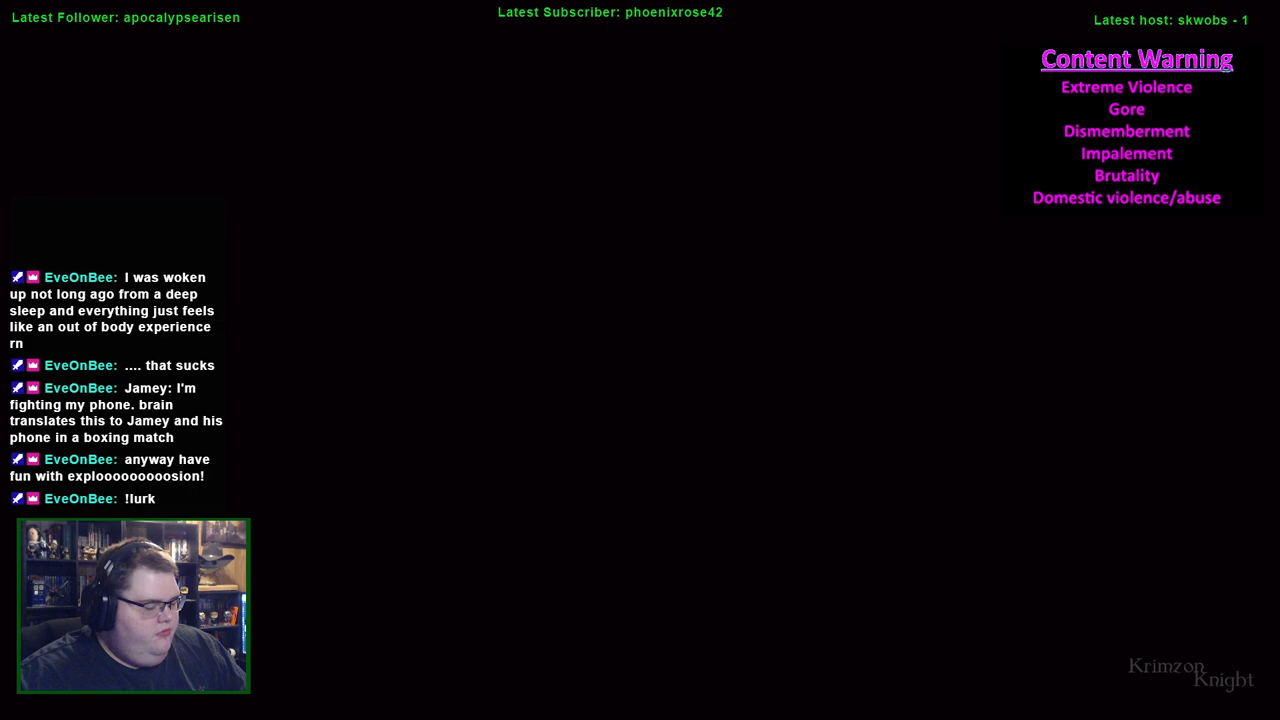 Latest Follower: apocalypsearisen
Latest Subscriber: phoenixrose42
Latest host: skwobs - 1
Content Warning
Extreme Violence
Gore
Dismemberment
Impalement
Brutality
Domestic violence/abuse
EveOnBee: I was woken
up not long ago from a deep
sleep and everything just feels
like an out of body experience
rn
EveOnBee: .... that sucks
EveOnBee: Jamey: I'm
fighting my phone. brain
translates this to Jamey and his
phone in a boxing match
EveOnBee: anyway have
fun with explooooooooosion!
EveOnBee: !lurk
Krimzon
Knight